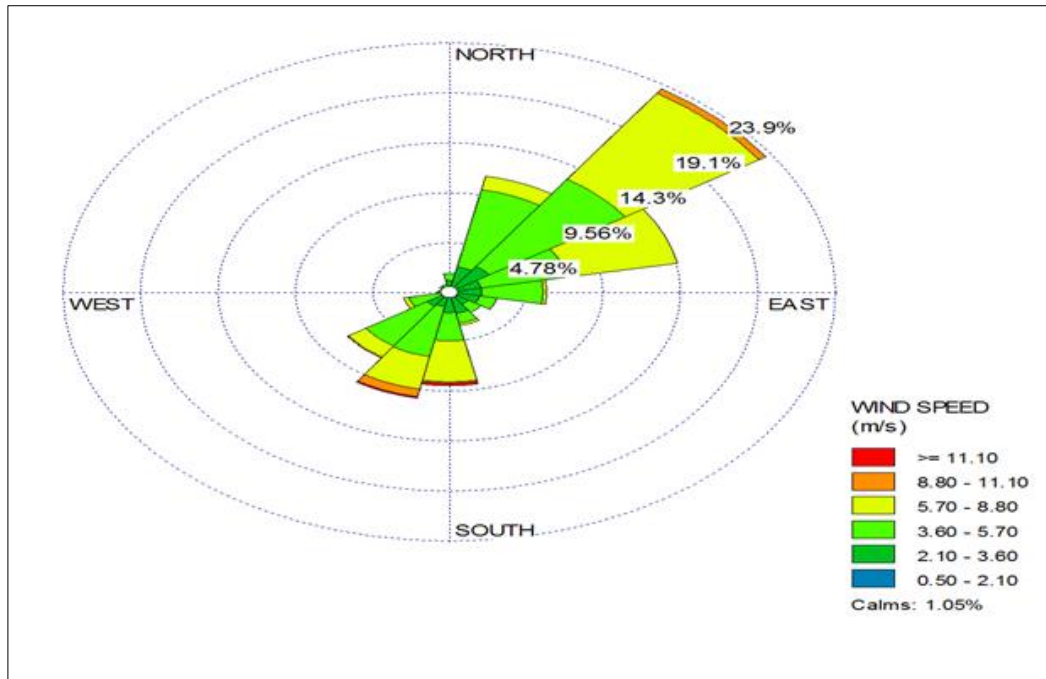 NORTH
23.9%
19.1%
14.3%
9.56%
4.78%
WEST
EAST
SOUTH
WIND SPEED
(m/s)
>= 11.10
8.80 - 11.10
5.70 - 8.80
3.60 - 5.70
2.10 - 3.60
0.50 - 2.10
Calms: 1.05%